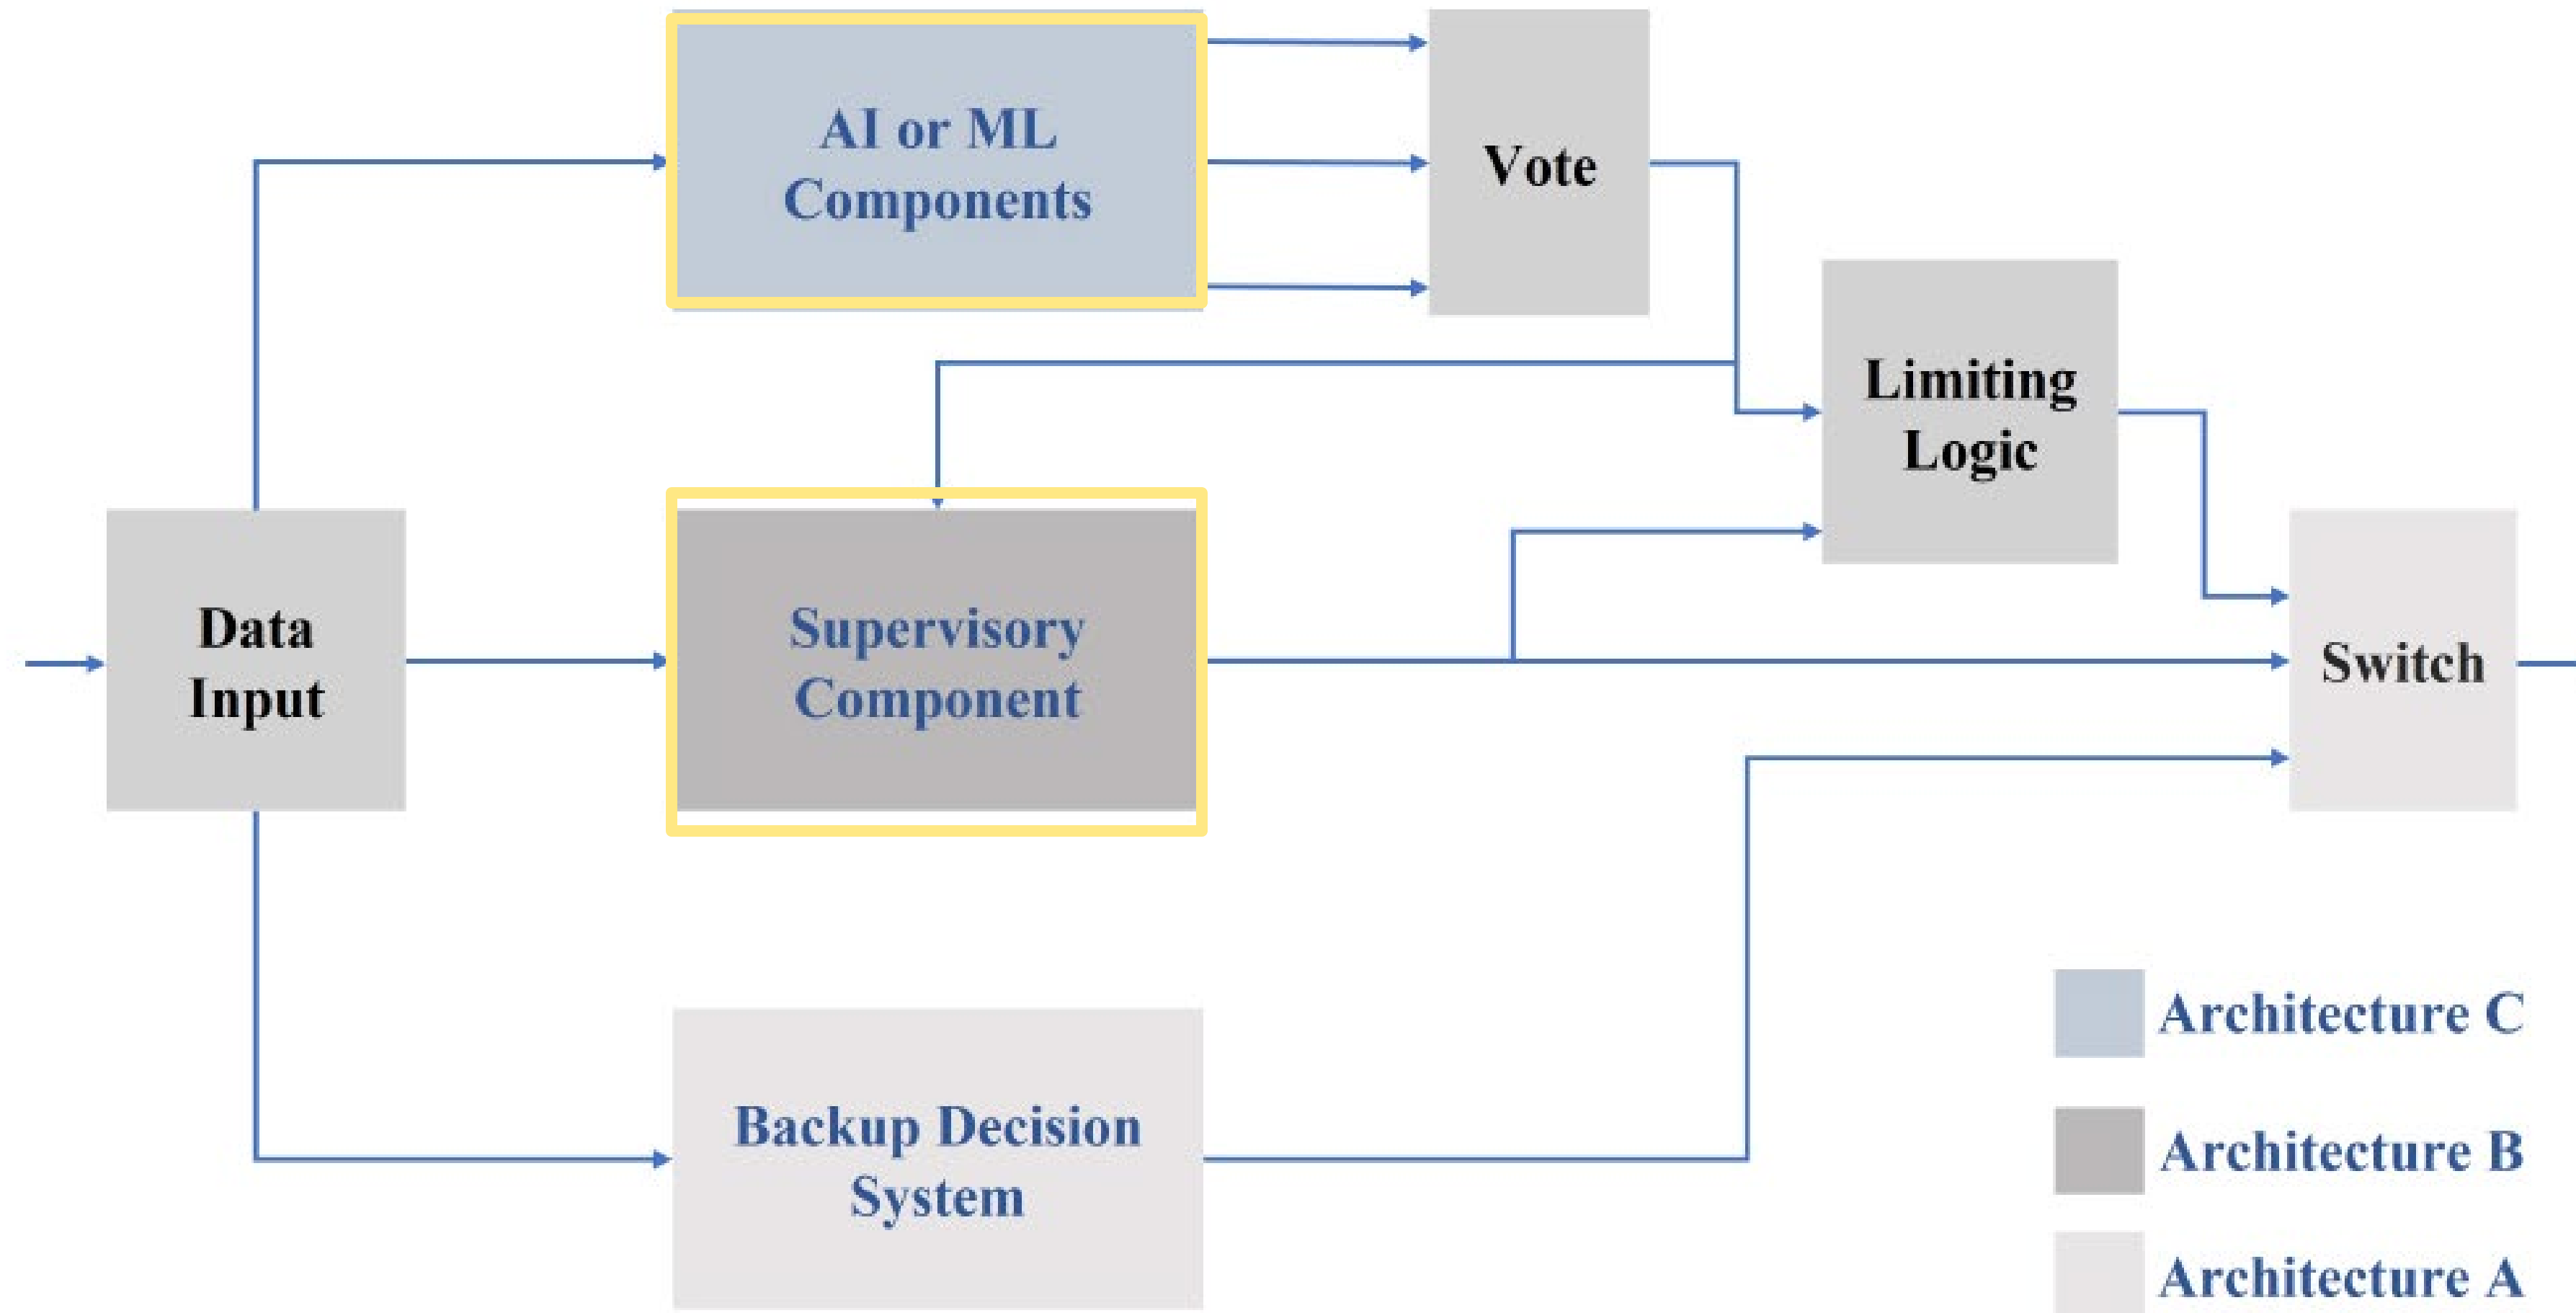 AI or ML
Components
Vote
Limiting
Logic
Data
Input
Supervisory
Component
Switch
Backup Decision
System
Architecture C
Architecture B
Architecture A